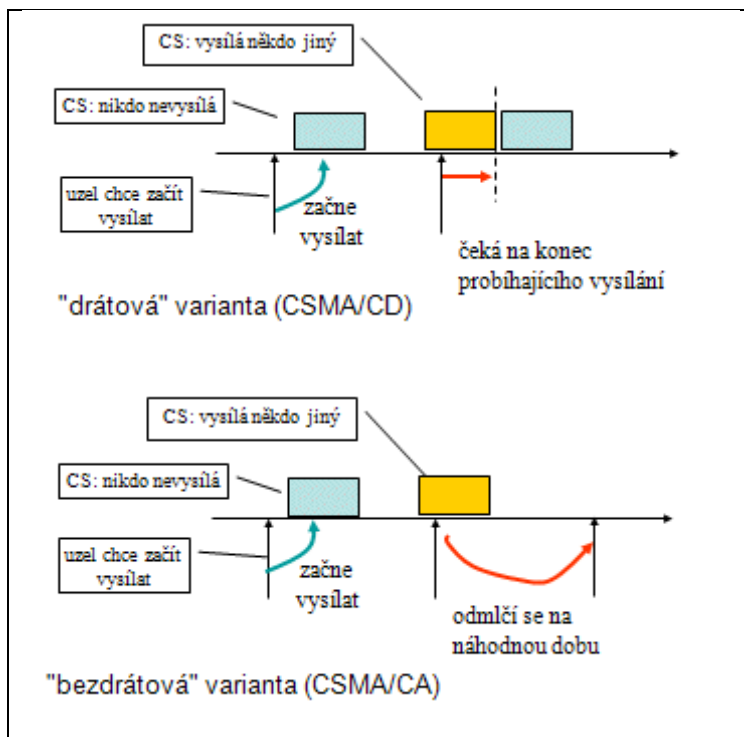 CS: vysílá někdo jiný
CS: nikdo nevysílá
uzel chce začít
vysílat
začne
vysílat
čeká na konec
probíhajícího vysílání
"drátová" varianta (CSMA/CD)
CS: vysílá někdo jiný
CS: nikdo nevysílá
uzel chce začít
vysílat
začne
vysílat
odmlčí se na
náhodnou dobu
"bezdrátová" varianta (CSMA/CA)